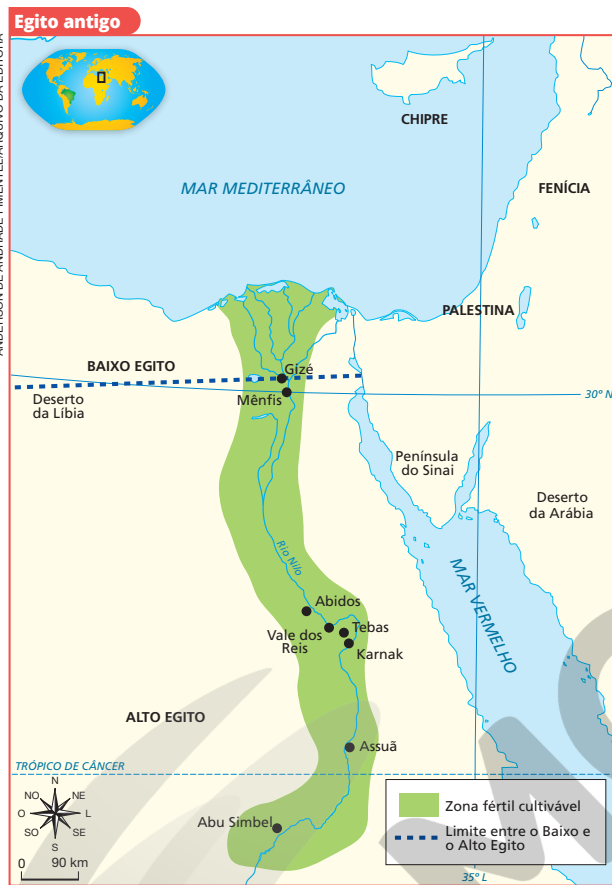 Egito antigo
CHIPRE
MAR MEDITERRÂNEO
FENÍCIA
PALESTINA
BAIXO EGITO
Gizé
30º N
Deserto
da Líbia
Mênfis
Península
do Sinai
Deserto
da Arábia
Rio Nilo
MAR VERMELHO
Abidos
Tebas
Vale dos
Reis
Karnak
ALTO EGITO
Assuã
TRÓPICO DE CÂNCER
N
NO
NE
O
L
SO
SE
S
0
90 km
Abu Simbel
Zona fértil cultivável
Limite entre o Baixo e
o Alto Egito
35º L